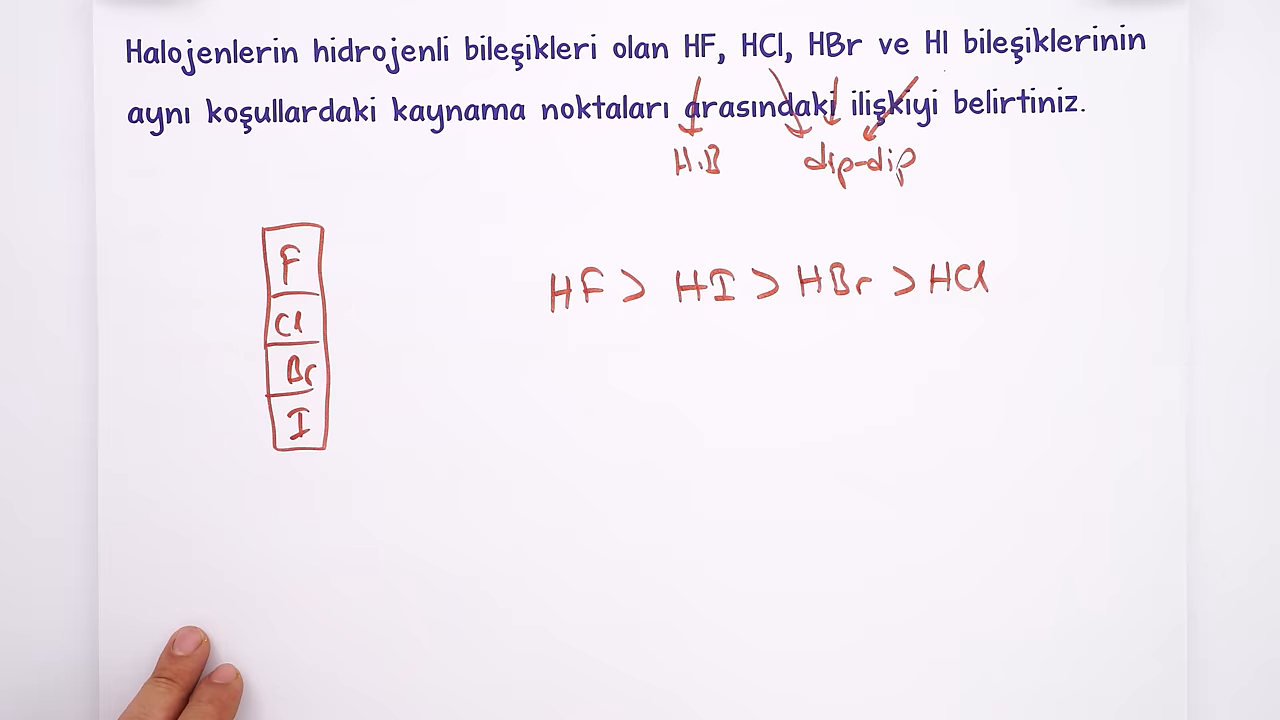 Halojenlerin hidrojenli bileşikleri olan HF, HCl, HBr ve HI bileşiklerinin
aynı koşullardaki kaynama noktaları arasındaki ilişkiyi belirtiniz.
H.B dip-dip
F
Cl
Br
I
HF > HI > HBr > HCl